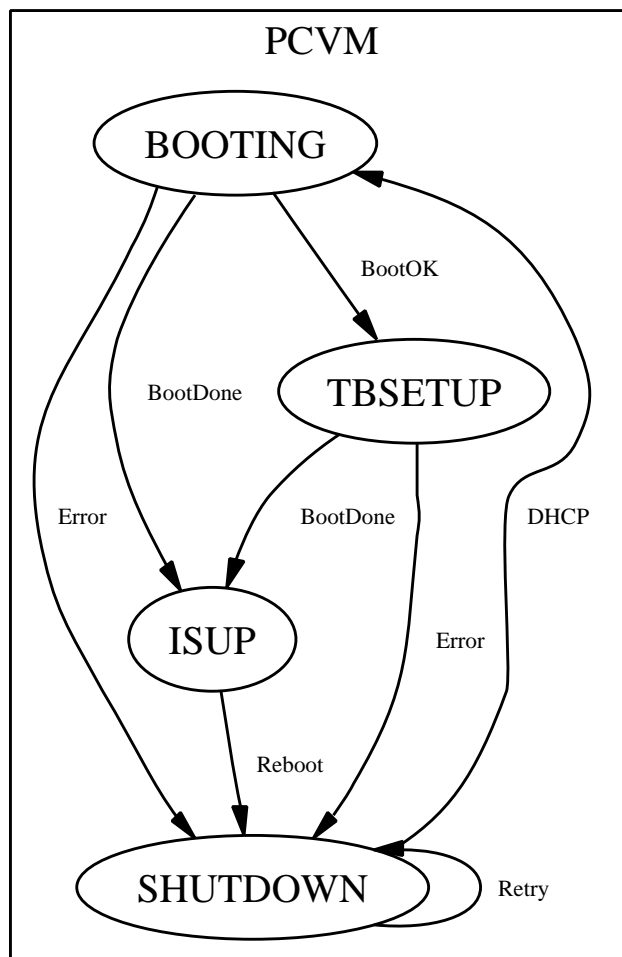 PCVM
BOOTING
BootOK
TBSETUP
BootDone
Error
BootDone
DHCP
ISUP
Error
Reboot
SHUTDOWN
Retry